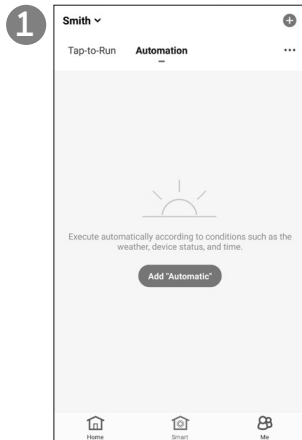 1
Smith
Tap-to-Run Automation
Execute automatically according to conditions such as the
weather, device status, and time.
Add "Automatic"
Home Smart Me